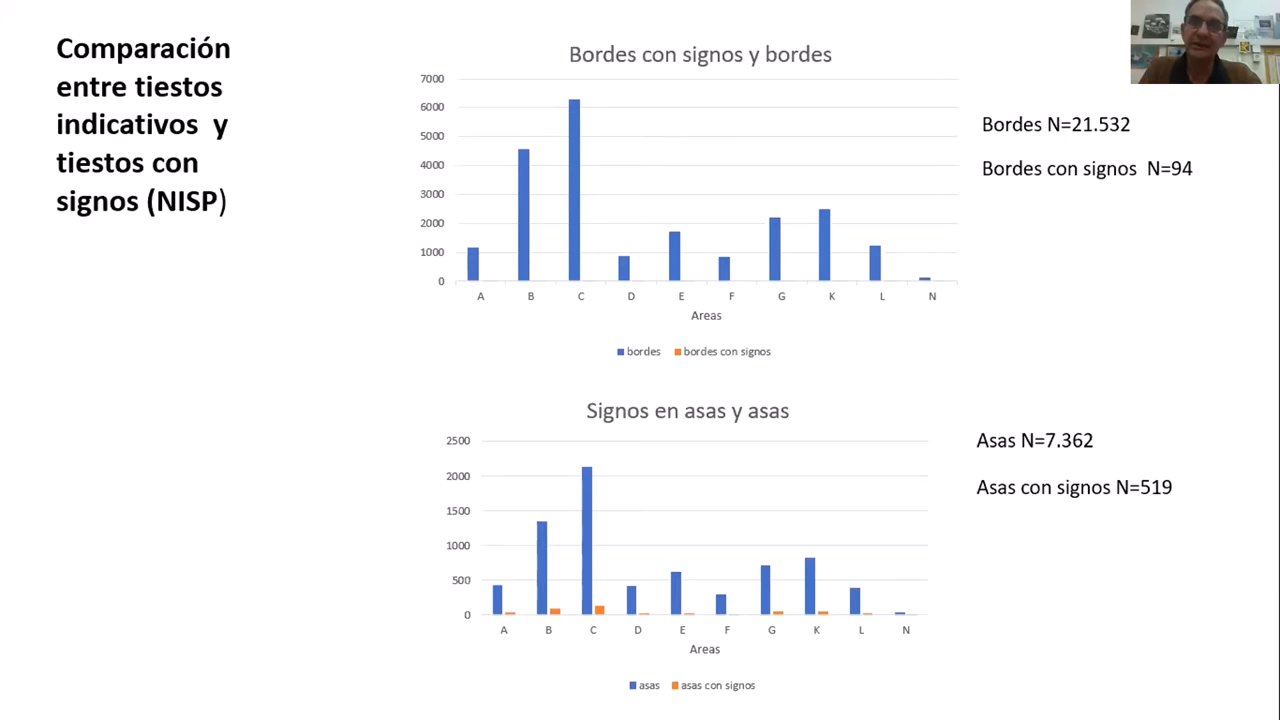 Comparación
entre tiestos
indicativos y
tiestos con
signos (NISP)
Bordes con signos y bordes
7000
6000
5000
4000
3000
2000
1000
0
A B C D E F G K L N
Areas
bordes bordes con signos
Bordes N=21.532
Bordes con signos N=94
Signos en asas y asas
2500
2000
1500
1000
500
0
A B C D E F G K L N
Areas
asas asas con signos
Asas N=7.362
Asas con signos N=519